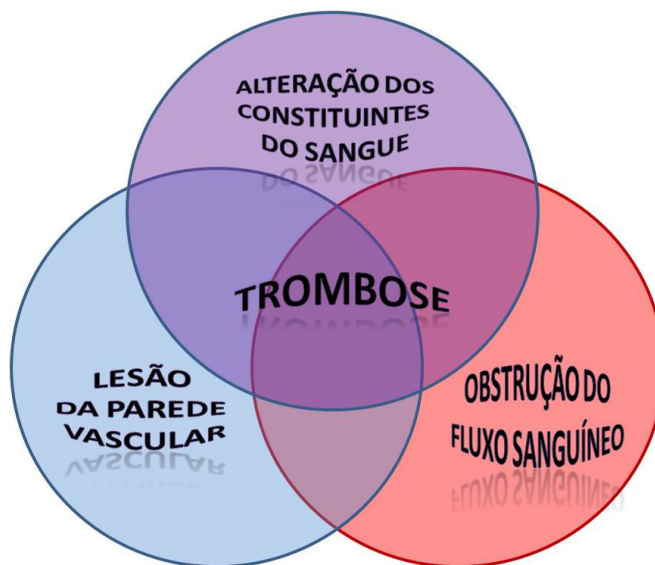 ALTERAÇÃO DOS
CONSTITUINTES
DO SANGUE
TROMBOSE
LESÃO
DA PAREDE
VASCULAR
OBSTRUÇÃO DO
FLUXO SANGUÍNEO